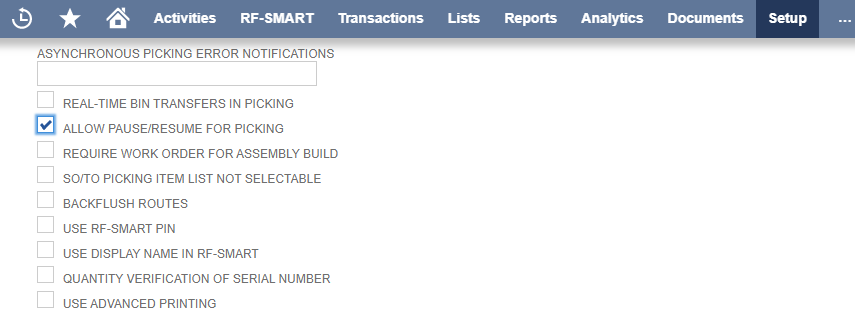 Activities RF-SMART Transactions Lists Reports Analytics Documents Setup ...
ASYNCHRONOUS PICKING ERROR NOTIFICATIONS
REAL-TIME BIN TRANSFERS IN PICKING
ALLOW PAUSE/RESUME FOR PICKING
REQUIRE WORK ORDER FOR ASSEMBLY BUILD
SO/TO PICKING ITEM LIST NOT SELECTABLE
BACKFLUSH ROUTES
USE RF-SMART PIN
USE DISPLAY NAME IN RF-SMART
QUANTITY VERIFICATION OF SERIAL NUMBER
USE ADVANCED PRINTING